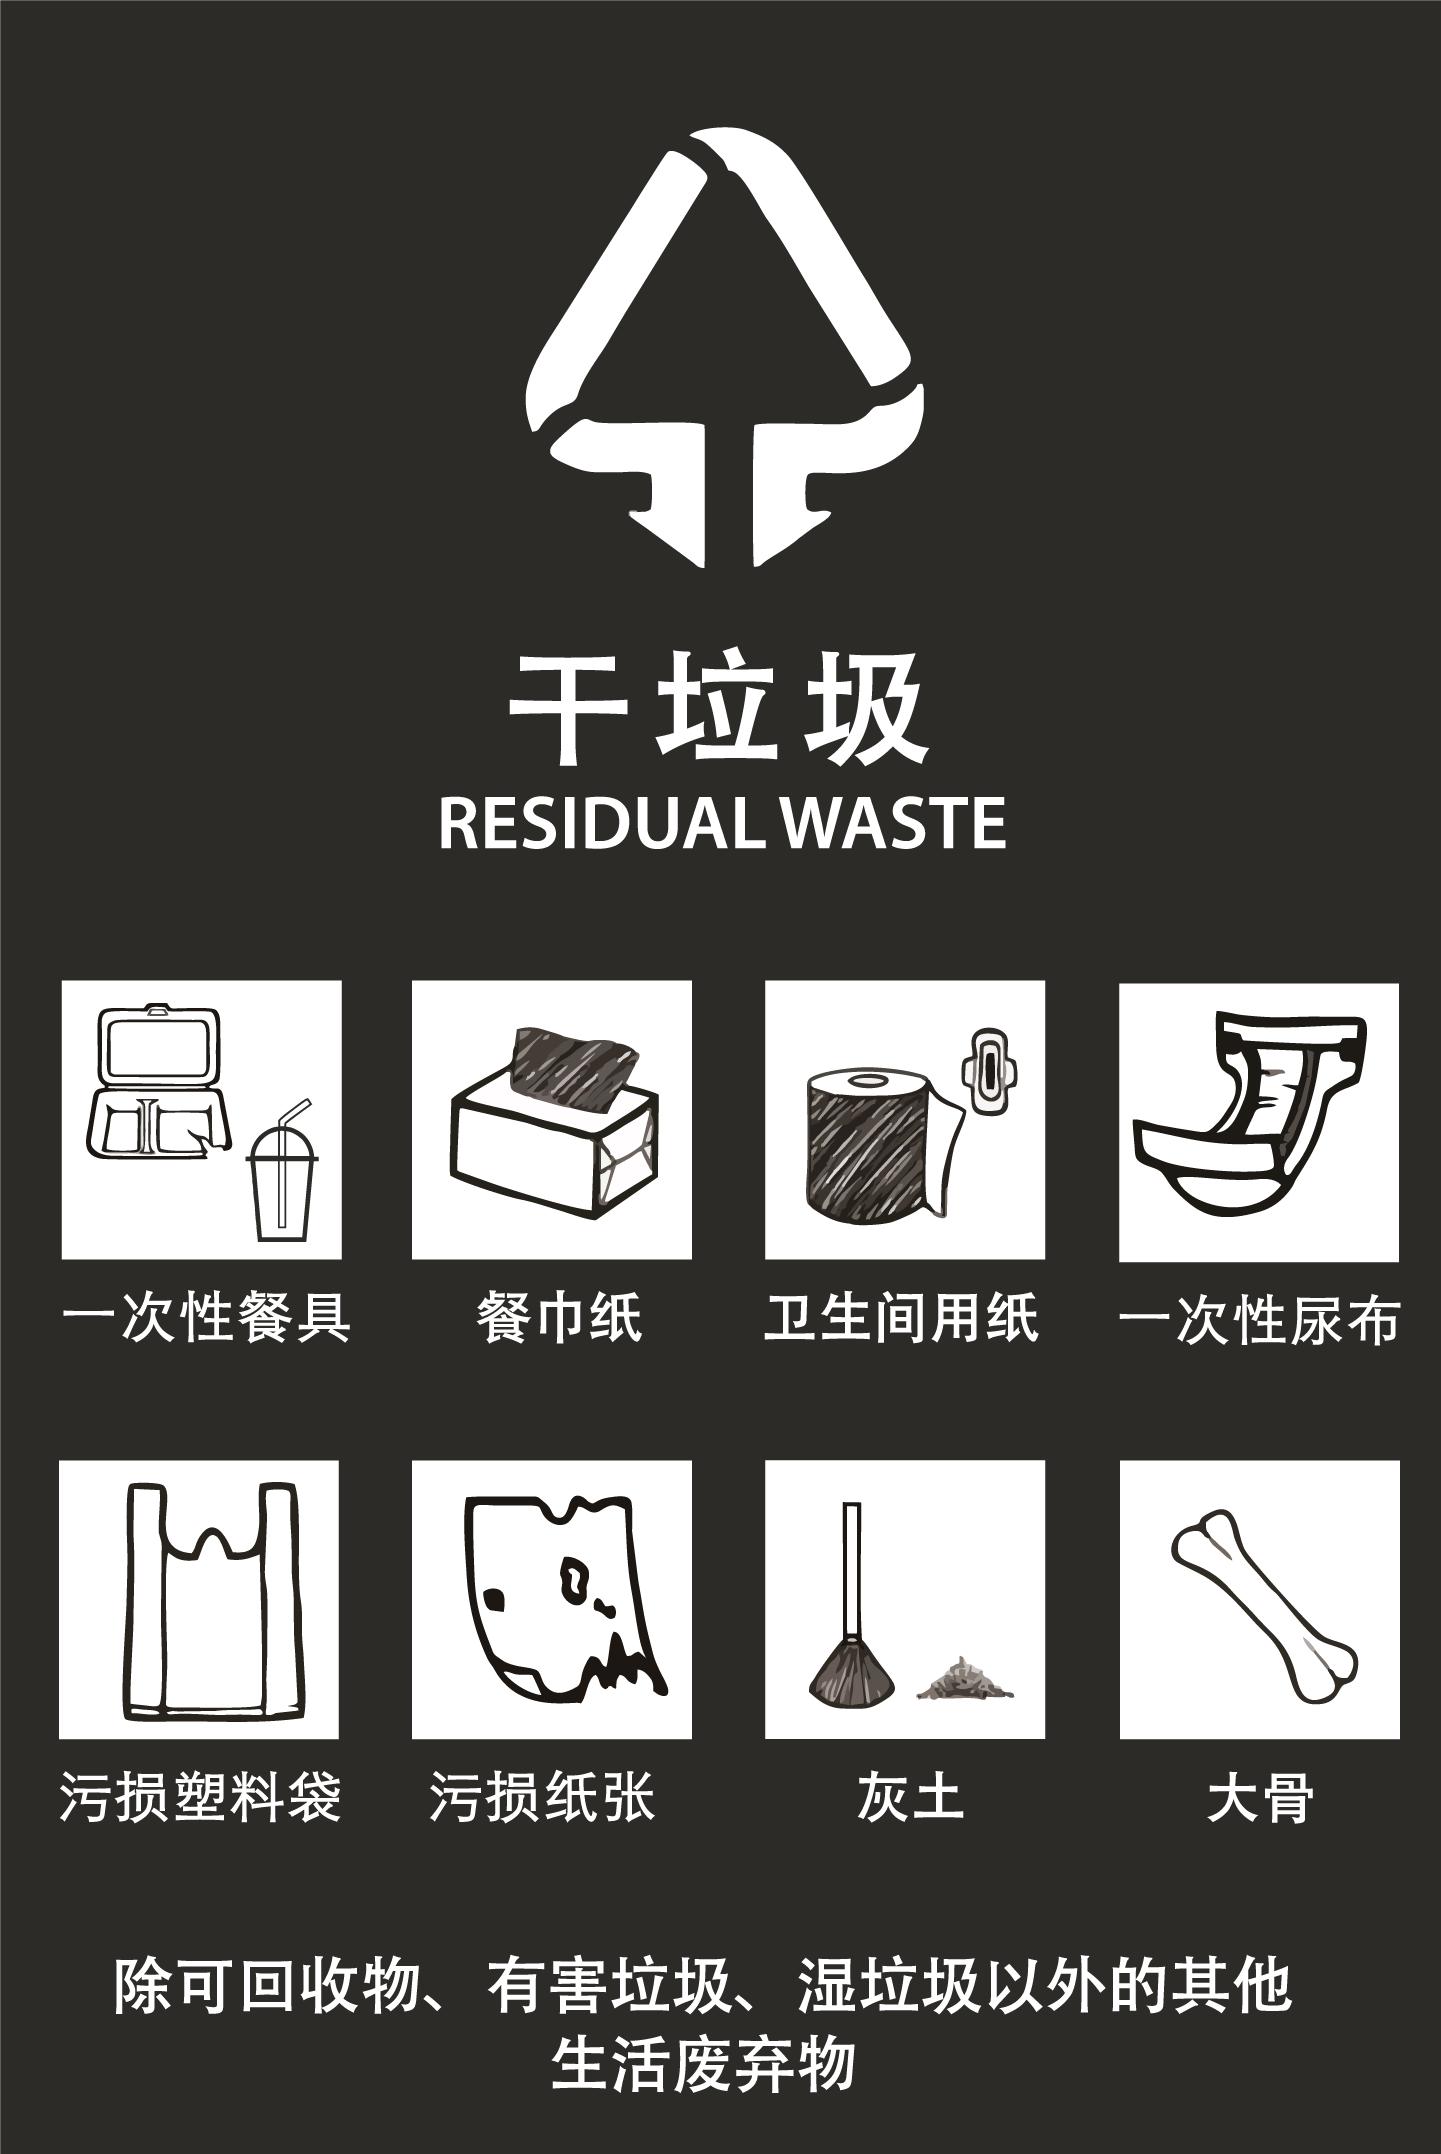 干垃圾
RESIDUAL WASTE
一次性餐具
餐巾纸
卫生间用纸
一次性尿布
污损塑料袋
污损纸张
灰土
大骨
除可回收物、有害垃圾、湿垃圾以外的其他
生活废弃物